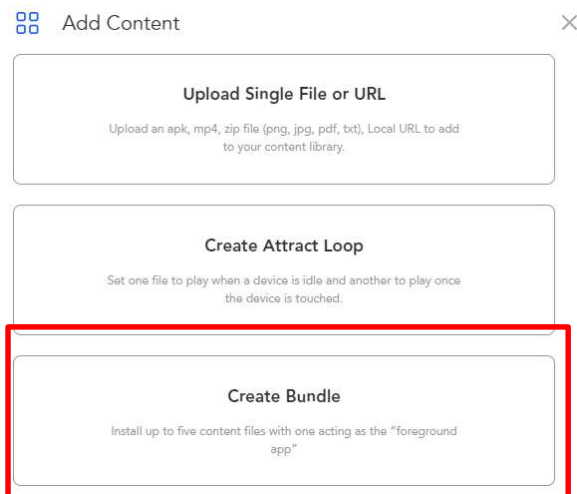 Add Content
Upload Single File or URL
Upload an apk, mp4, zip file (png, jpg, pdf, txt), Local URL to add
to your content library.
Create Attract Loop
Set one file to play when a device is idle and another to play once
the device is touched.
Create Bundle
Install up to five content files with one acting as the “foreground
app”